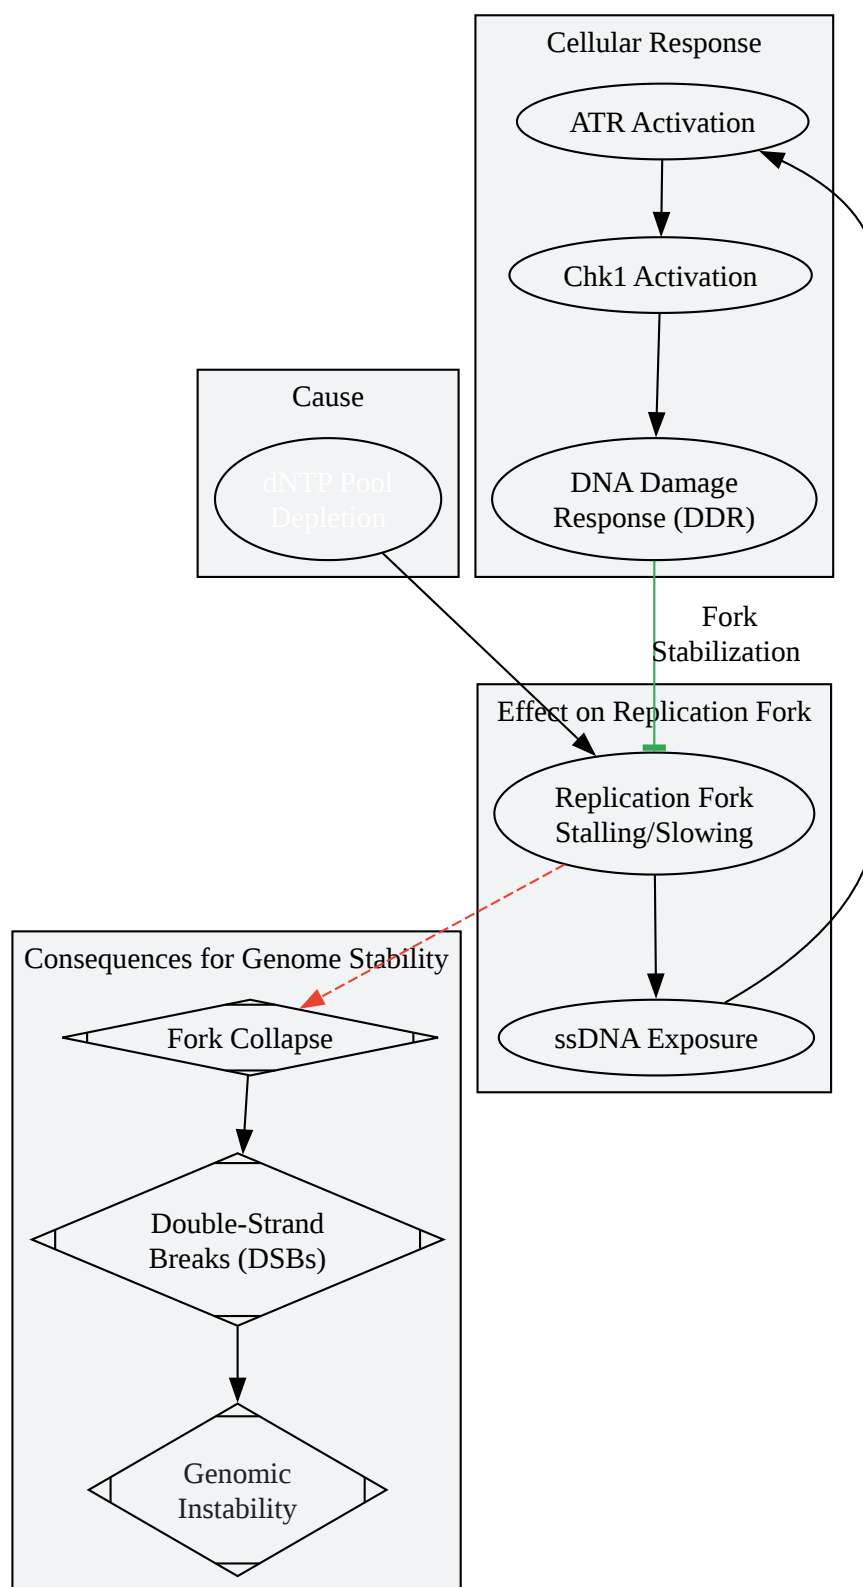 Cellular Response
ATR Activation
Chk1 Activation
Cause
dNTP Pool
Depletion
DNA Damage
Response (DDR)
Fork
Stabilization
Effect on Replication Fork
Replication Fork
Stalling/Slowing
Consequences for Genome Stability
Fork Collapse
ssDNA Exposure
Double-Strand
Breaks (DSBs)
Genomic
Instability